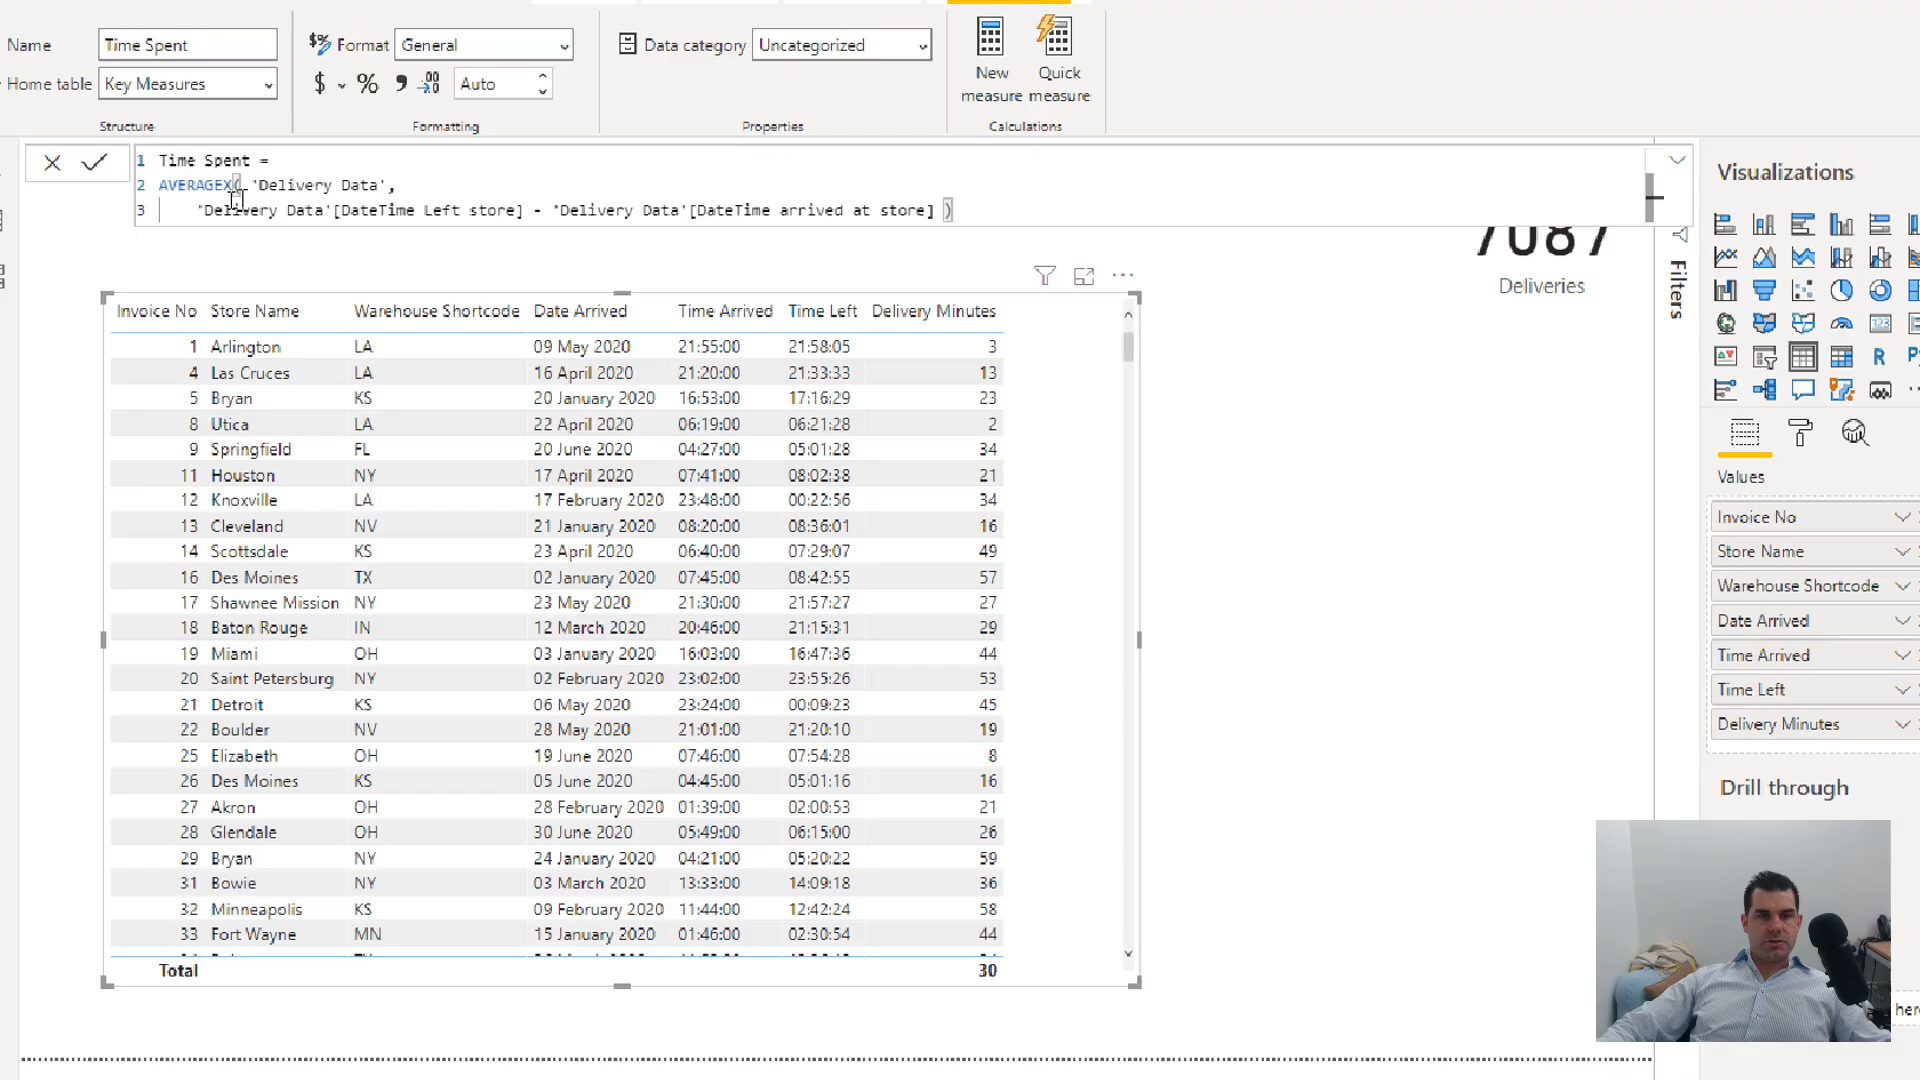 Name Time Spent Format General Data category Uncategorized
Home table Key Measures $ % , .00 Auto New measure Quick measure
Structure Formatting Properties Calculations
1 Time Spent =
2 AVERAGEX( 'Delivery Data',
3 'Delivery Data'[DateTime Left store] - 'Delivery Data'[DateTime arrived at store] )
Visualizations
7087
Deliveries
Filters
Invoice No Store Name Warehouse Shortcode Date Arrived Time Arrived Time Left Delivery Minutes
1 Arlington LA 09 May 2020 21:55:00 21:58:05 3
4 Las Cruces LA 16 April 2020 21:20:00 21:33:33 13
5 Bryan KS 20 January 2020 16:53:00 17:16:29 23
8 Utica LA 22 April 2020 06:19:00 06:21:28 2
9 Springfield FL 20 June 2020 04:27:00 05:01:28 34
11 Houston NY 17 April 2020 07:41:00 08:02:38 21
12 Knoxville LA 17 February 2020 23:48:00 00:22:56 34
13 Cleveland NV 21 January 2020 08:20:00 08:36:01 16
14 Scottsdale KS 23 April 2020 06:40:00 07:29:07 49
16 Des Moines TX 02 January 2020 07:45:00 08:42:55 57
17 Shawnee Mission NY 23 May 2020 21:30:00 21:57:27 27
18 Baton Rouge IN 12 March 2020 20:46:00 21:15:31 29
19 Miami OH 03 January 2020 16:03:00 16:47:36 44
20 Saint Petersburg NY 02 February 2020 23:02:00 23:55:26 53
21 Detroit KS 06 May 2020 23:24:00 00:09:23 45
22 Boulder NV 28 May 2020 21:01:00 21:20:10 19
25 Elizabeth OH 19 June 2020 07:46:00 07:54:28 8
26 Des Moines KS 05 June 2020 04:45:00 05:01:16 16
27 Akron OH 28 February 2020 01:39:00 02:00:53 21
28 Glendale OH 30 June 2020 05:49:00 06:15:00 26
29 Bryan NY 24 January 2020 04:21:00 05:20:22 59
31 Bowie NY 03 March 2020 13:33:00 14:09:18 36
32 Minneapolis KS 09 February 2020 11:44:00 12:42:24 58
33 Fort Wayne MN 15 January 2020 01:46:00 02:30:54 44
Total 30
123
R
Py
Values
Invoice No
Store Name
Warehouse Shortcode
Date Arrived
Time Arrived
Time Left
Delivery Minutes
Drill through
here